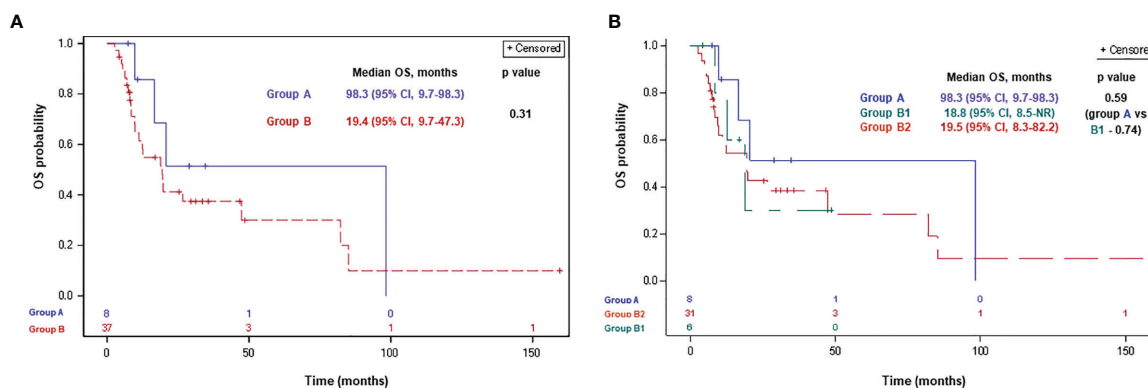 A
+ Censored
Median OS, months
p value
Group A
98.3 (95% CI, 9.7-98.3)
0.31
Group B
19.4 (95% CI, 9.7-47.3)
OS probability
1.0
0.8
0.6
0.4
0.2
0.0
Group A
8
1
0
Group B
37
3
1
1
0
50
100
150
Time (months)
B
+ Censore
Median OS, months
p value
Group A
98.3 (95% CI, 9.7-98.3)
0.59
Group B1
18.8 (95% CI, 8.5-NR)
(group A vs
Group B2
19.5 (95% CI, 8.3-82.2)
B1 - 0.74)
OS probability
1.0
0.8
0.6
0.4
0.2
0.0
Group A
8
1
0
Group B2
31
3
1
1
Group B1
6
0
0
50
100
150
Time (months)